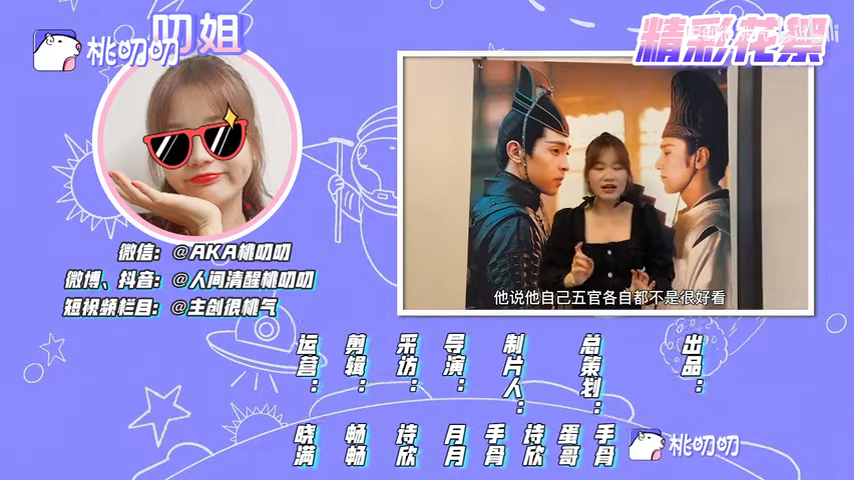 桃叨叨
叨姐
精彩花絮
微信：@AKA桃叨叨
微博、抖音：@人间清醒桃叨叨
短视频栏目：@主创很桃气
他说他自己五官各自都不是很好看
运营：
晓满
剪辑：
畅畅
采访：
诗欣
导演：
月月
制片人：
手骨
诗欣
总策划：
蛋哥
手骨
出品：
桃叨叨